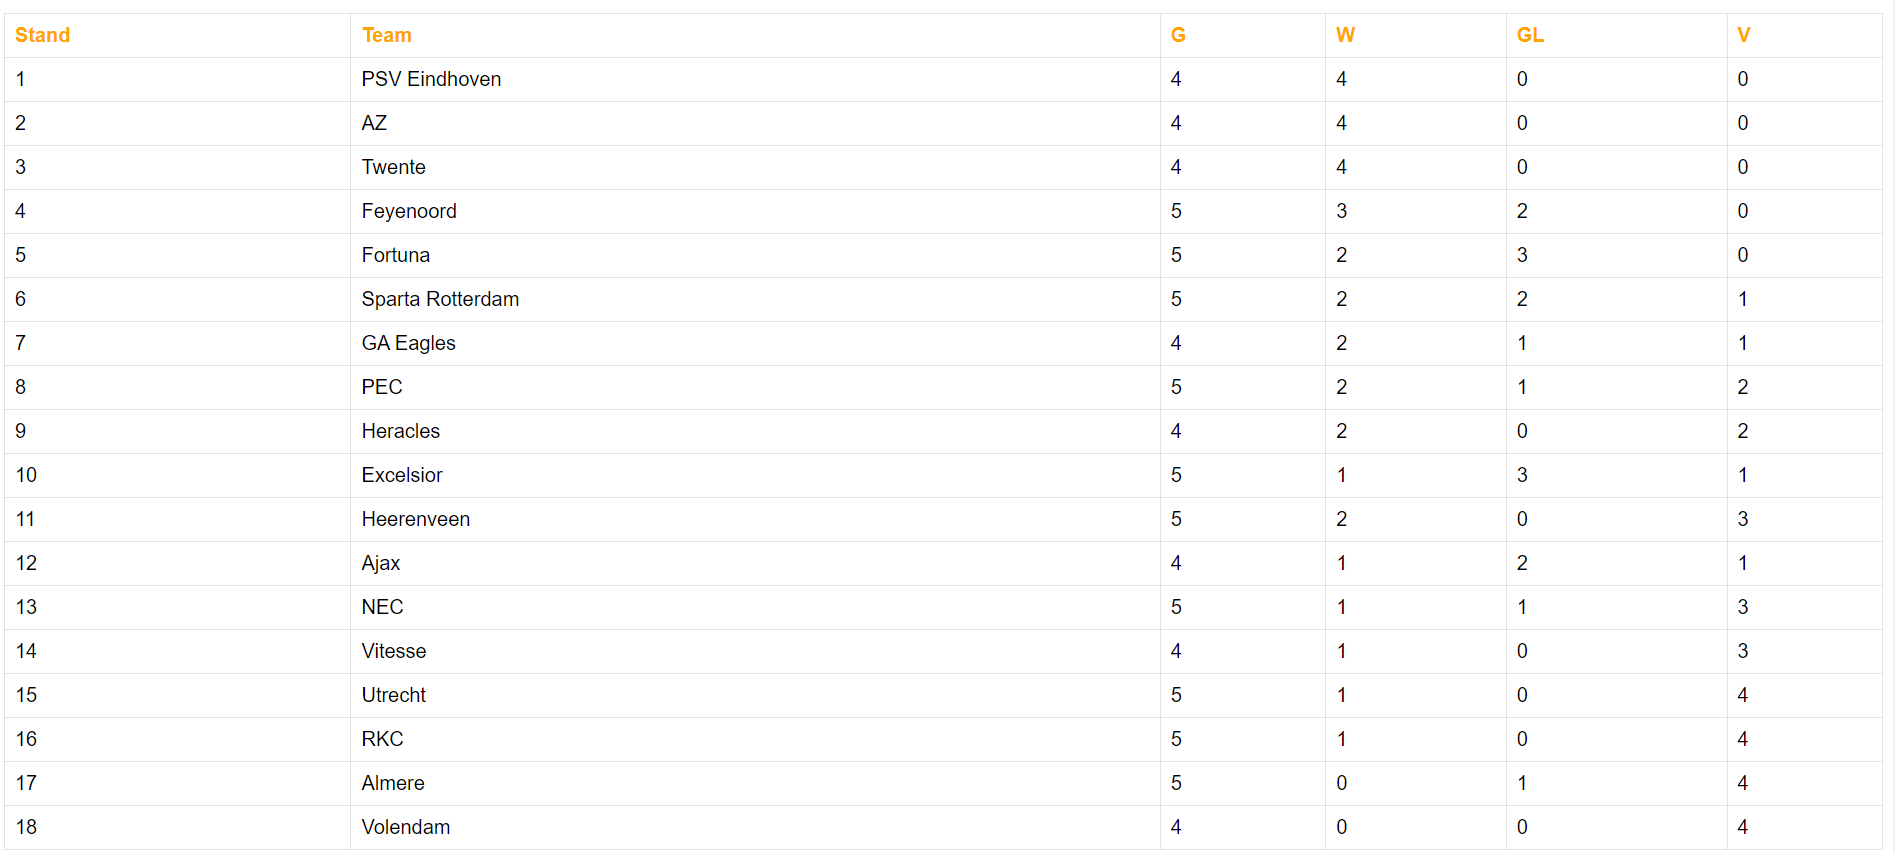 Stand Team G W GL V
1 PSV Eindhoven 4 4 0 0
2 AZ 4 4 0 0
3 Twente 4 4 0 0
4 Feyenoord 5 3 2 0
5 Fortuna 5 2 3 0
6 Sparta Rotterdam 5 2 2 1
7 GA Eagles 4 2 1 1
8 PEC 5 2 1 2
9 Heracles 4 2 0 2
10 Excelsior 5 1 3 1
11 Heerenveen 5 2 0 3
12 Ajax 4 1 2 1
13 NEC 5 1 1 3
14 Vitesse 4 1 0 3
15 Utrecht 5 1 0 4
16 RKC 5 1 0 4
17 Almere 5 0 1 4
18 Volendam 4 0 0 4